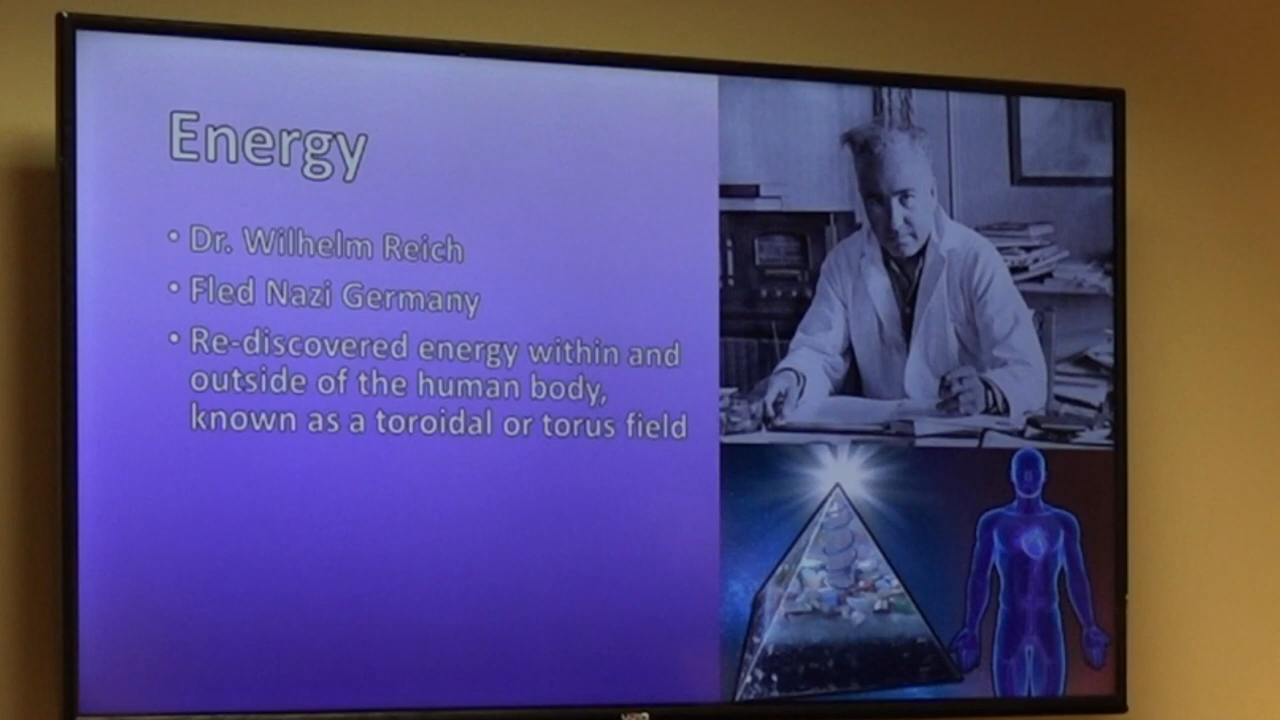 Energy
• Dr. Wilhelm Reich
• Fled Nazi Germany
• Re-discovered energy within and
outside of the human body,
known as a toroidal or torus field
VIZIO